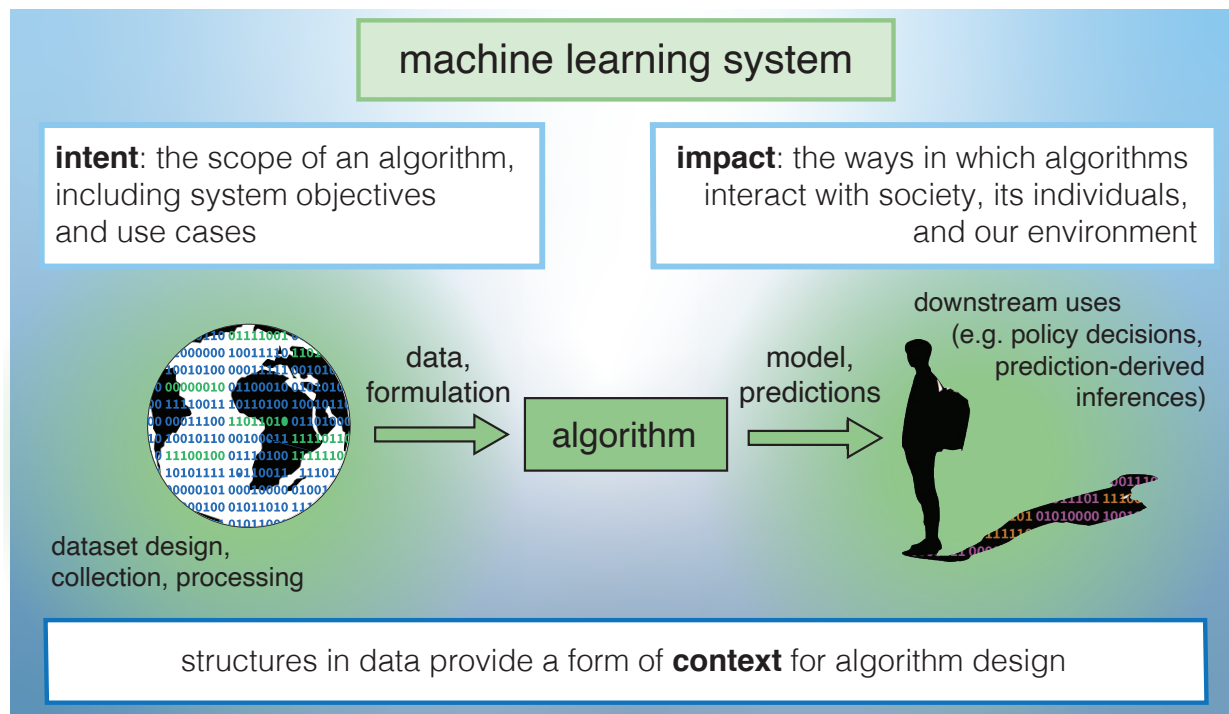 machine learning system
intent: the scope of an algorithm,
including system objectives
and use cases
impact: the ways in which algorithms
interact with society, its individuals,
and our environment
dataset design,
collection, processing
data,
formulation
algorithm
model,
predictions
downstream uses
(e.g. policy decisions,
prediction-derived
inferences)
structures in data provide a form of context for algorithm design